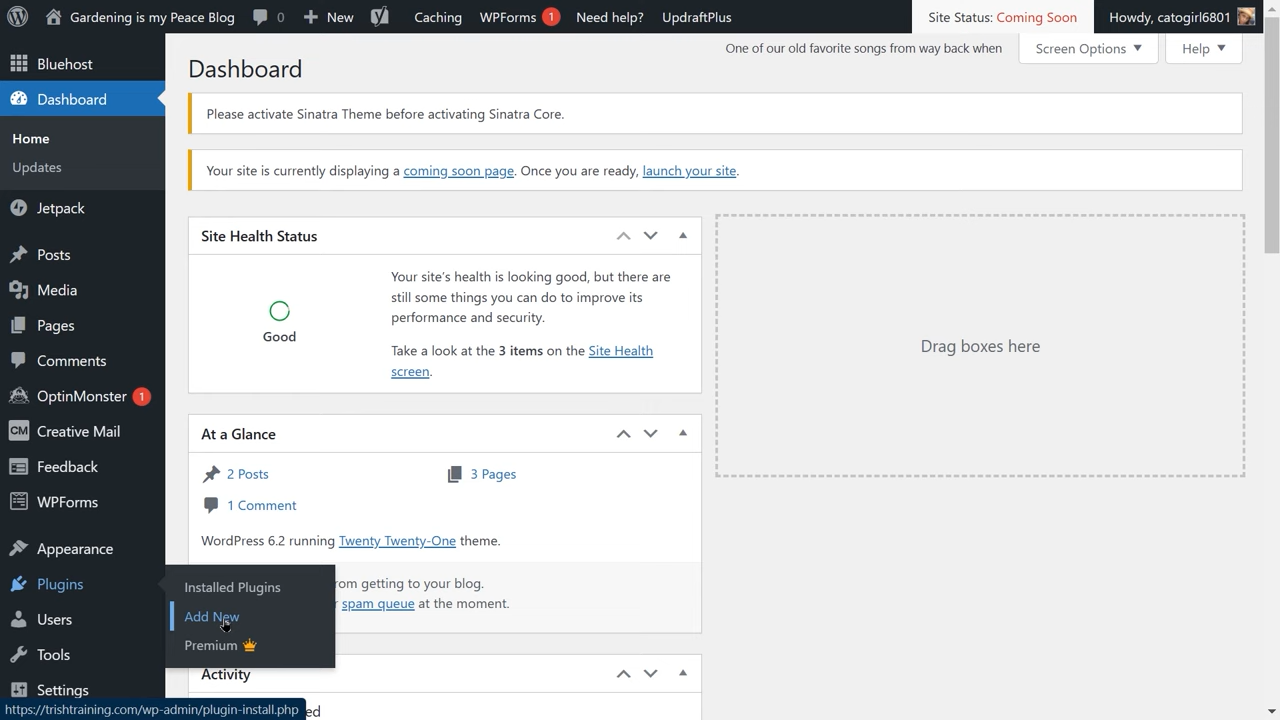 Gardening is my Peace Blog 0 New Caching WPForms 1 Need help? UpdraftPlus Site Status: Coming Soon Howdy, catogirl6801
One of our old favorite songs from way back when Screen Options Help
Bluehost
Dashboard
Home
Updates
Jetpack
Posts
Media
Pages
Comments
OptinMonster 1
CM Creative Mail
Feedback
WPForms
Appearance
Plugins
Users
Tools
Settings
Installed Plugins
Add New
Premium
Dashboard
Please activate Sinatra Theme before activating Sinatra Core.
Your site is currently displaying a coming soon page. Once you are ready, launch your site.
Site Health Status
Good
Your site's health is looking good, but there are
still some things you can do to improve its
performance and security.
Take a look at the 3 items on the Site Health
screen.
Drag boxes here
At a Glance
2 Posts 3 Pages
1 Comment
WordPress 6.2 running Twenty Twenty-One theme.
from getting to your blog.
spam queue at the moment.
Activity
https://trishtraining.com/wp-admin/plugin-install.php